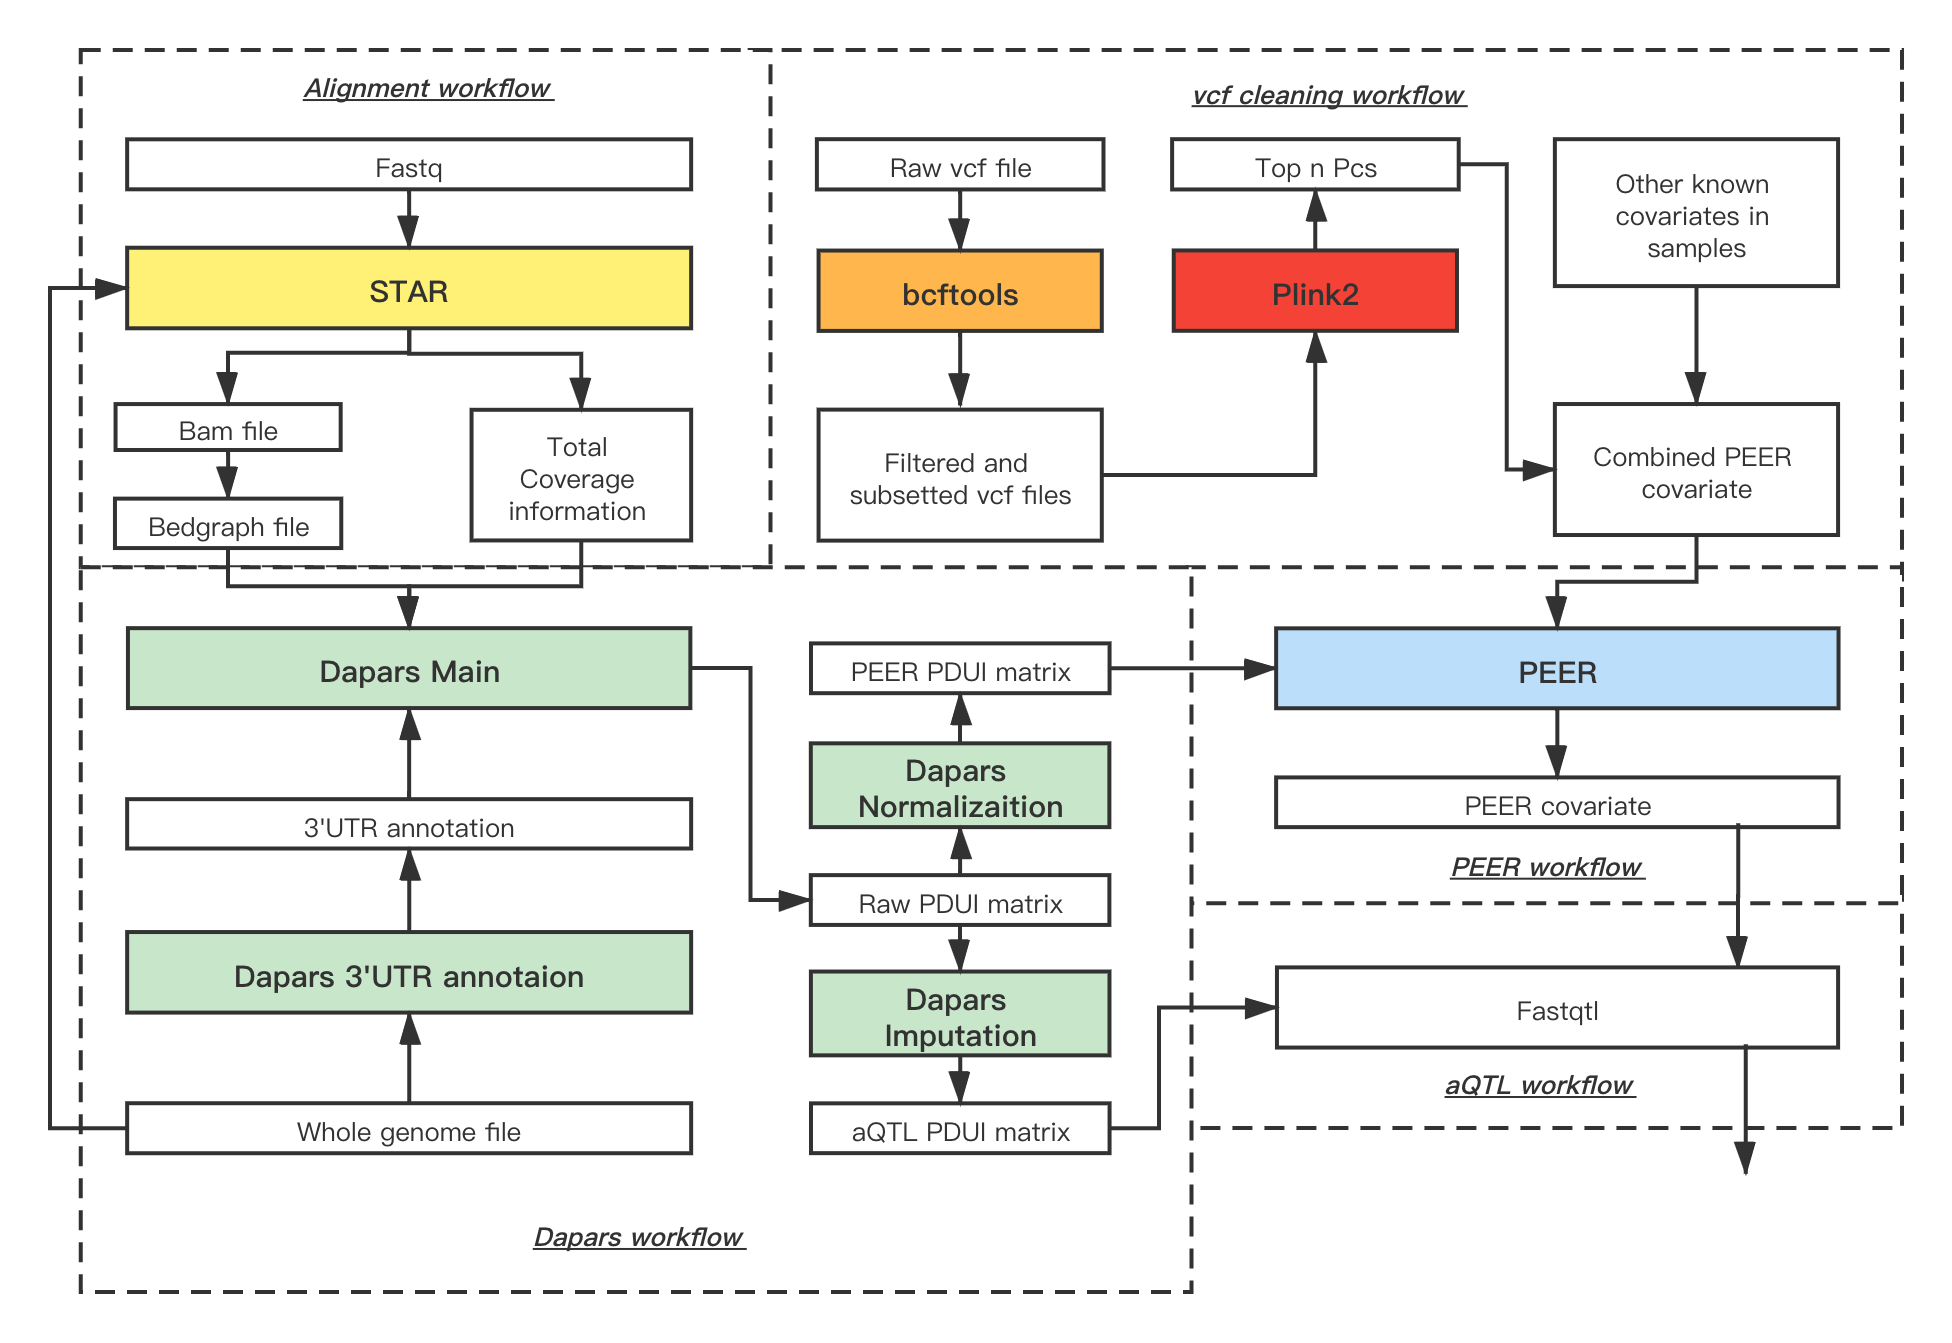 Alignment workflow
Fastq
STAR
Bam file
Bedgraph file
Total
Coverage
information
vcf cleaning workflow
Raw vcf file
bcftools
Filtered and
subsetted vcf files
Top n Pcs
Plink2
Other known
covariates in
samples
Combined PEER
covariate
Dapars Main
3'UTR annotation
Dapars 3'UTR annotaion
Whole genome file
PEER PDUI matrix
Dapars
Normalizaition
Raw PDUI matrix
Dapars
Imputation
aQTL PDUI matrix
Dapars workflow
PEER
PEER covariate
PEER workflow
Fastqtl
aQTL workflow